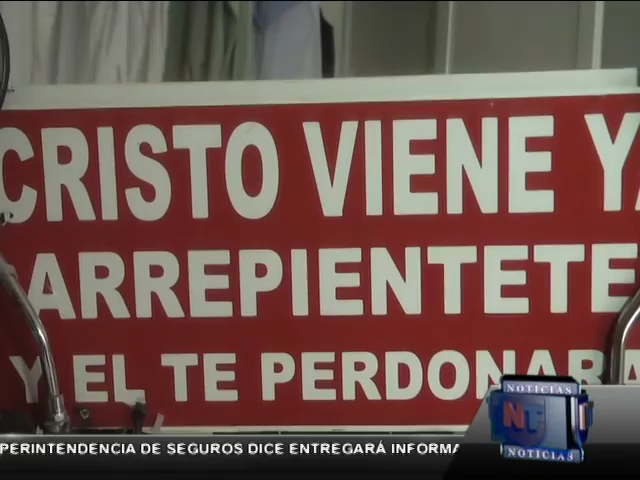 CRISTO VIENE YA
ARREPIENTETE
Y EL TE PERDONARA
NOTICIAS
NOTICIAS
PERINTENDENCIA DE SEGUROS DICE ENTREGARÁ INFORMA